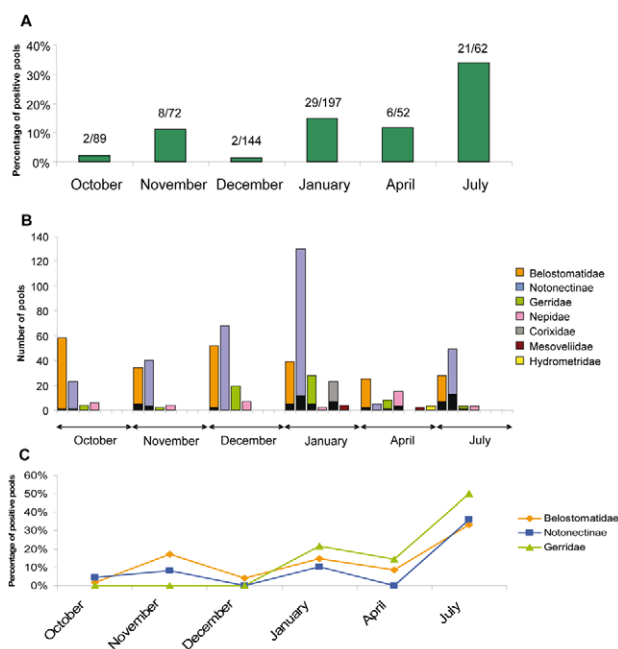 A
Percentage of positive pools
40%
30%
20%
10%
0%
2/89
8/72
2/144
29/197
6/52
21/62
October November December January April July
B
Number of pools
140
120
100
80
60
40
20
0
Belostomatidae
Notonectinae
Gerridae
Nepidae
Corixidae
Mesoveliidae
Hydrometridae
October November December January April July
C
Percentage of positive pools
60%
50%
40%
30%
20%
10%
0%
Belostomatidae
Notonectinae
Gerridae
October November December January April July